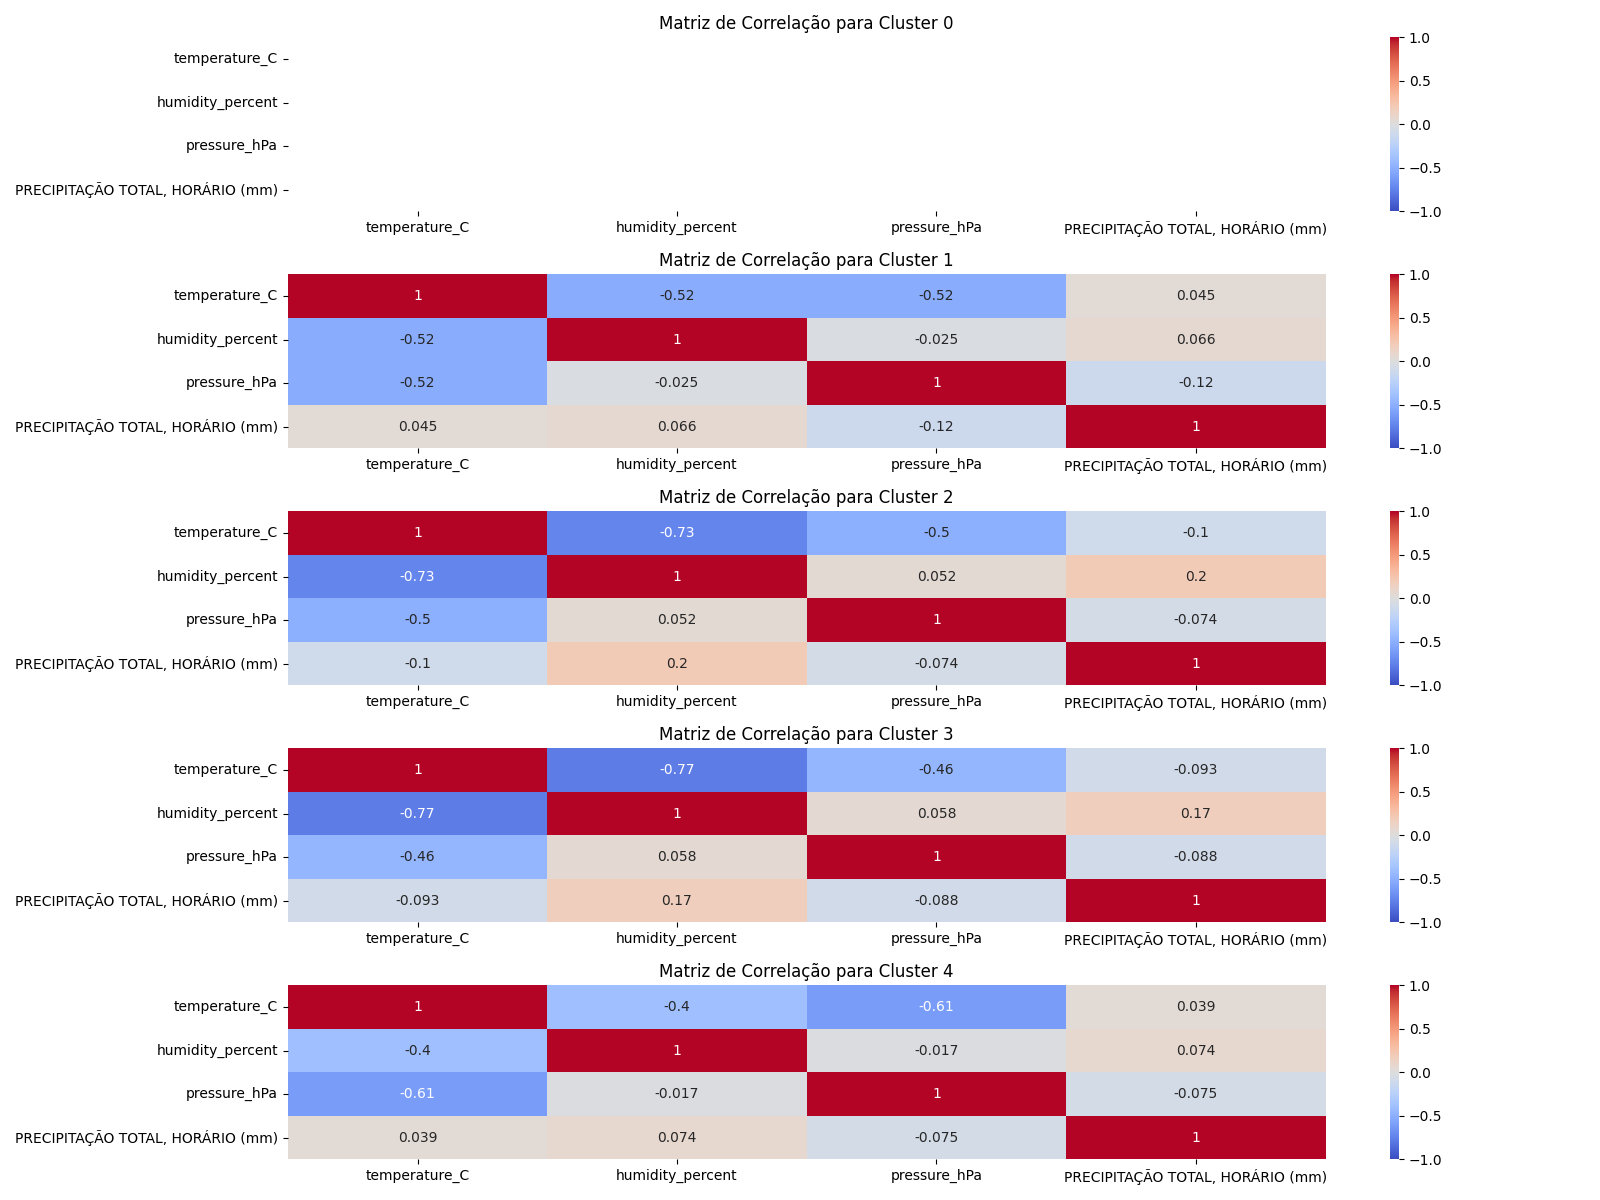 Matriz de Correlação para Cluster 0
temperature_C
humidity_percent
pressure_hPa
PRECIPITAÇÃO TOTAL, HORÁRIO (mm)
temperature_C humidity_percent pressure_hPa PRECIPITAÇÃO TOTAL, HORÁRIO (mm)
1.0
0.5
0.0
−0.5
−1.0
Matriz de Correlação para Cluster 1
temperature_C 1 -0.52 -0.52 0.045
humidity_percent -0.52 1 -0.025 0.066
pressure_hPa -0.52 -0.025 1 -0.12
PRECIPITAÇÃO TOTAL, HORÁRIO (mm) 0.045 0.066 -0.12 1
temperature_C humidity_percent pressure_hPa PRECIPITAÇÃO TOTAL, HORÁRIO (mm)
1.0
0.5
0.0
−0.5
−1.0
Matriz de Correlação para Cluster 2
temperature_C 1 -0.73 -0.5 -0.1
humidity_percent -0.73 1 0.052 0.2
pressure_hPa -0.5 0.052 1 -0.074
PRECIPITAÇÃO TOTAL, HORÁRIO (mm) -0.1 0.2 -0.074 1
temperature_C humidity_percent pressure_hPa PRECIPITAÇÃO TOTAL, HORÁRIO (mm)
1.0
0.5
0.0
−0.5
−1.0
Matriz de Correlação para Cluster 3
temperature_C 1 -0.77 -0.46 -0.093
humidity_percent -0.77 1 0.058 0.17
pressure_hPa -0.46 0.058 1 -0.088
PRECIPITAÇÃO TOTAL, HORÁRIO (mm) -0.093 0.17 -0.088 1
temperature_C humidity_percent pressure_hPa PRECIPITAÇÃO TOTAL, HORÁRIO (mm)
1.0
0.5
0.0
−0.5
−1.0
Matriz de Correlação para Cluster 4
temperature_C 1 -0.4 -0.61 0.039
humidity_percent -0.4 1 -0.017 0.074
pressure_hPa -0.61 -0.017 1 -0.075
PRECIPITAÇÃO TOTAL, HORÁRIO (mm) 0.039 0.074 -0.075 1
temperature_C humidity_percent pressure_hPa PRECIPITAÇÃO TOTAL, HORÁRIO (mm)
1.0
0.5
0.0
−0.5
−1.0